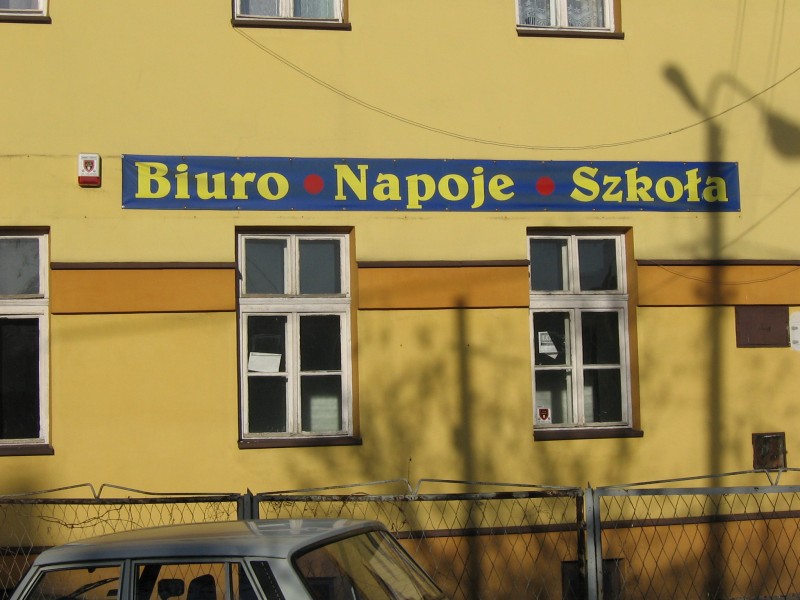 Biuro • Napoje • Szkoła